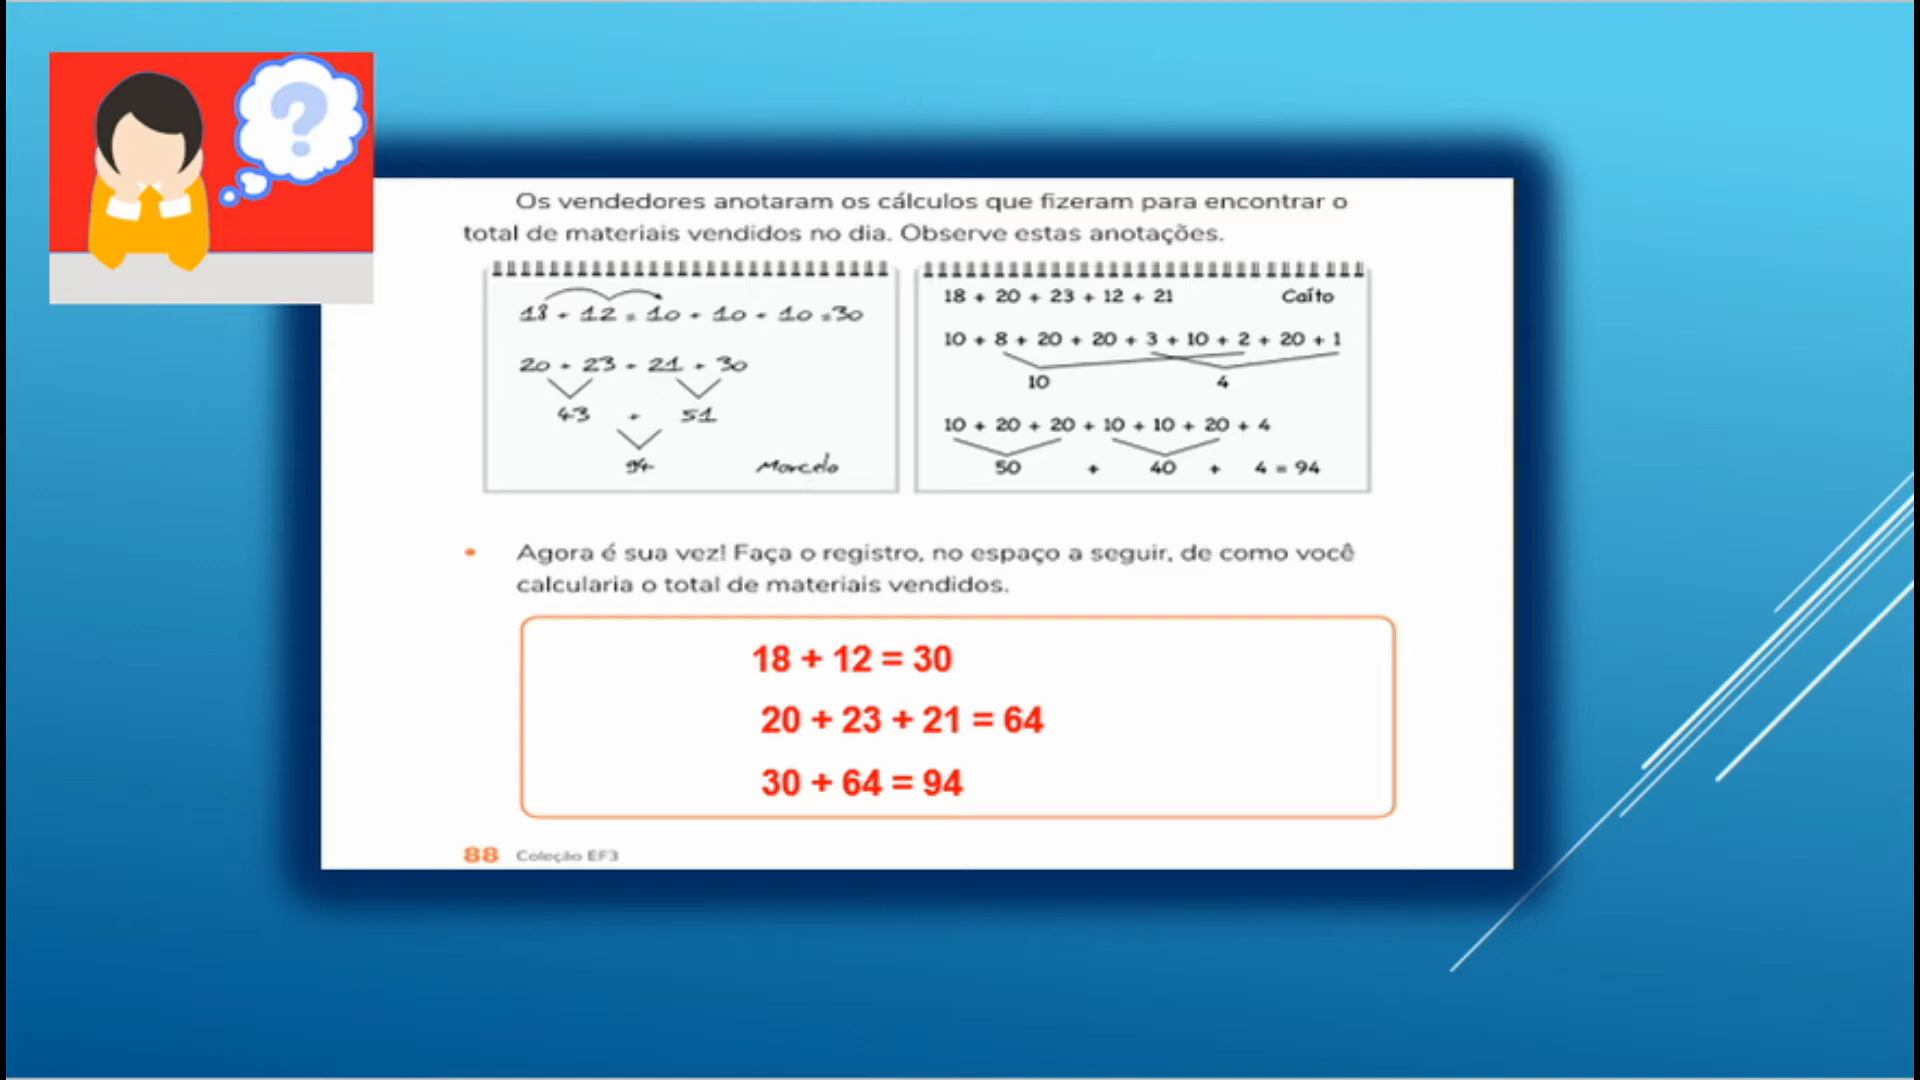 ?
Os vendedores anotaram os cálculos que fizeram para encontrar o
total de materiais vendidos no dia. Observe estas anotações.
18 + 12 = 10 + 10 + 10 = 30
20 + 23 + 21 + 30
43 + 51
94 Marcelo
18 + 20 + 23 + 12 + 21 Caíto
10 + 8 + 20 + 20 + 3 + 10 + 2 + 20 + 1
10 4
10 + 20 + 20 + 10 + 10 + 20 + 4
50 + 40 + 4 = 94
• Agora é sua vez! Faça o registro, no espaço a seguir, de como você
calcularia o total de materiais vendidos.
18 + 12 = 30
20 + 23 + 21 = 64
30 + 64 = 94
88 Coleção EF3